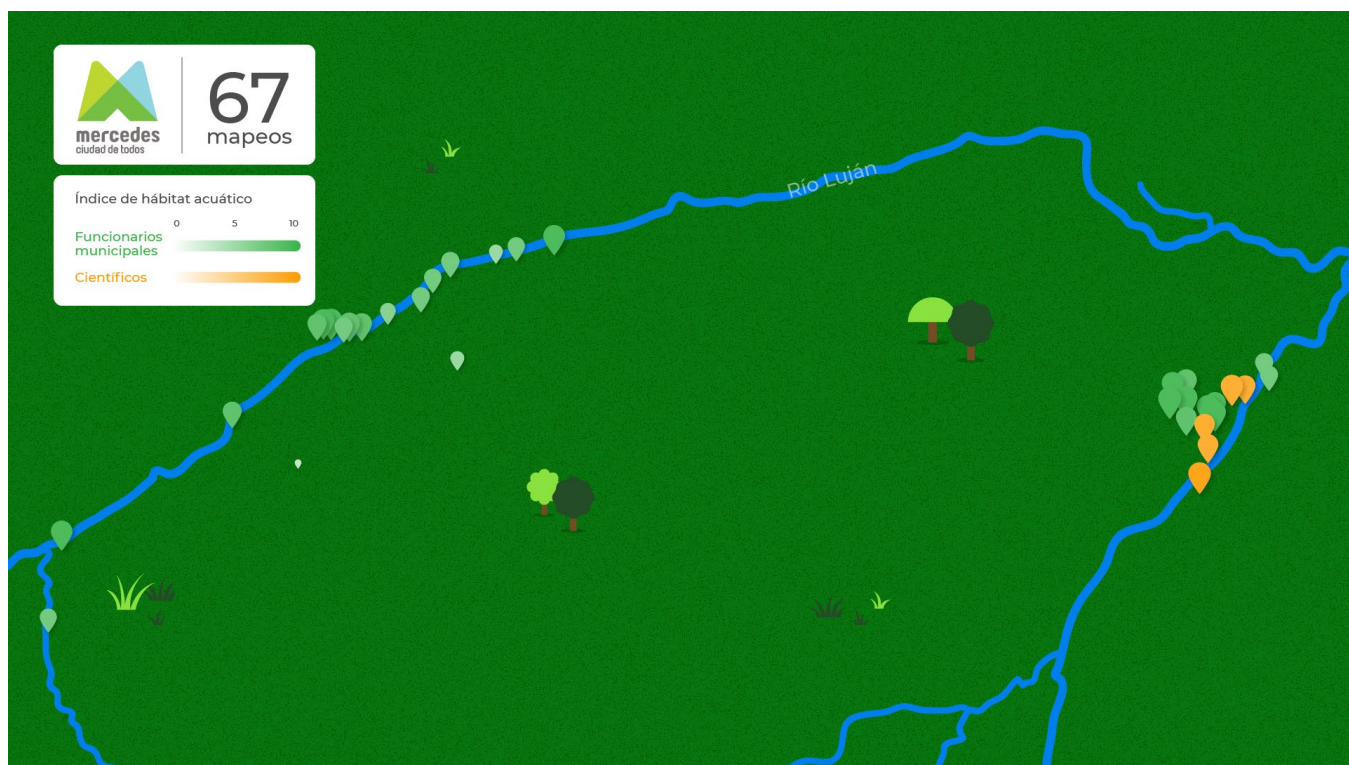 mercedes
ciudad de todos
67
mapeos
Índice de hábitat acuático
0 5 10
Funcionarios
municipales
Científicos
Río Luján